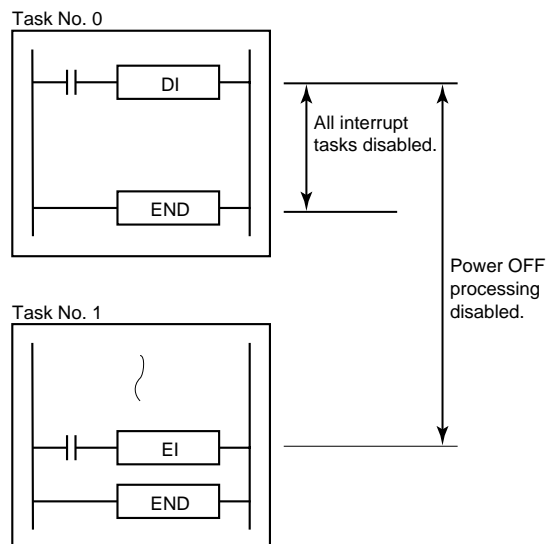 Task No. 0
DI
All interrupt
tasks disabled.
END
Power OFF
processing
disabled.
Task No. 1
EI
END